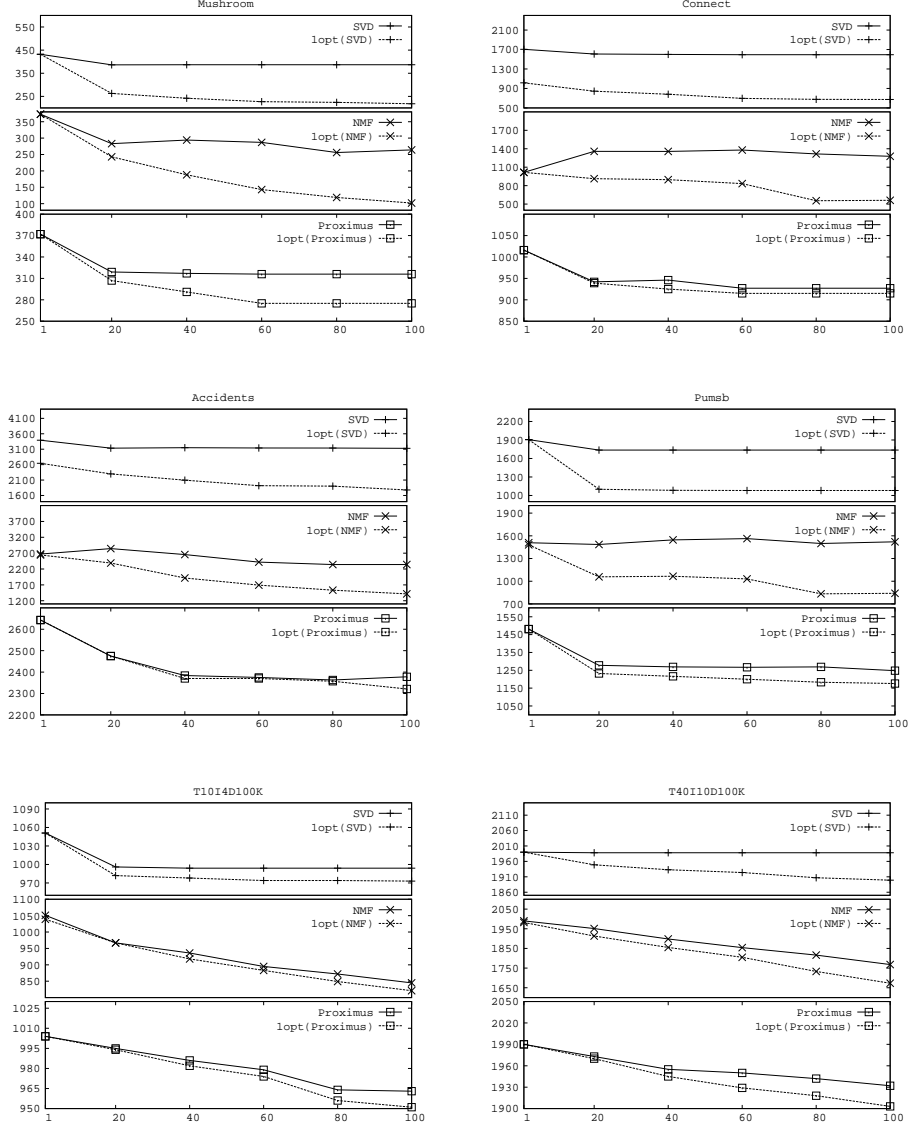 Mushroom
550
450
350
250
SVD
lopt(SVD)
350
300
250
200
150
100
NMF
lopt(NMF)
400
370
340
310
280
250
Proximus
lopt(Proximus)
1 20 40 60 80 100
Connect
2100
1700
1300
900
500
SVD
lopt(SVD)
1700
1400
1100
800
500
NMF
lopt(NMF)
1050
1000
950
900
850
Proximus
lopt(Proximus)
1 20 40 60 80 100
Accidents
4100
3600
3100
2600
2100
1600
SVD
lopt(SVD)
3700
2700
2200
1700
1200
NMF
lopt(NMF)
2600
2500
2400
2300
2200
Proximus
lopt(Proximus)
1 20 40 60 80 100
Pumsb
2200
1900
1600
1300
1000
SVD
lopt(SVD)
1900
1600
1300
1000
700
NMF
lopt(NMF)
1550
1450
1350
1250
1150
1050
Proximus
lopt(Proximus)
1 20 40 60 80 100
T10I4D100K
1090
1060
1030
1000
970
SVD
lopt(SVD)
1100
1050
1000
950
900
850
NMF
lopt(NMF)
1025
1010
995
980
965
950
Proximus
lopt(Proximus)
1 20 40 60 80 100
T40I10D100K
2110
2060
2010
1960
1910
1860
SVD
lopt(SVD)
2050
1950
1850
1750
1650
NMF
lopt(NMF)
2050
2020
1990
1960
1930
1900
Proximus
lopt(Proximus)
1 20 40 60 80 100